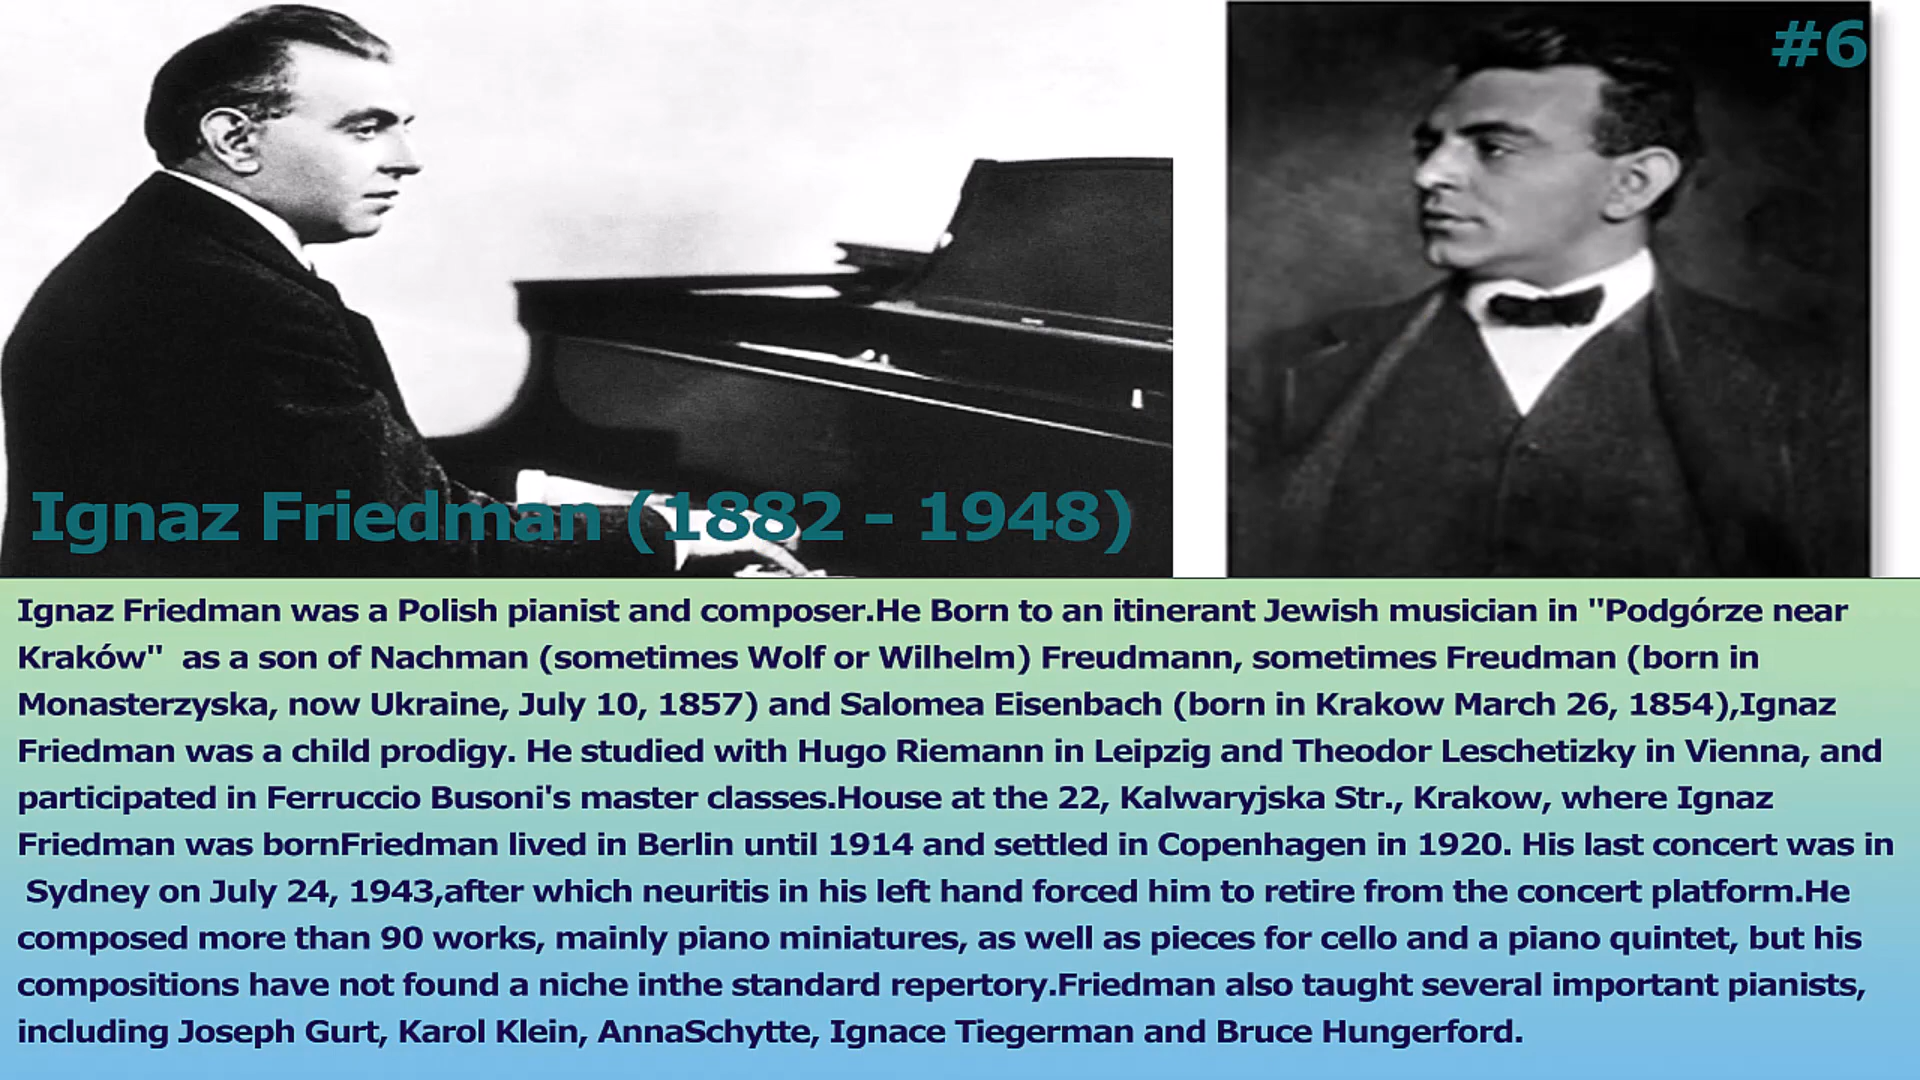 #6
Ignaz Friedman (1882 - 1948)
Ignaz Friedman was a Polish pianist and composer.He Born to an itinerant Jewish musician in "Podgórze near
Kraków"  as a son of Nachman (sometimes Wolf or Wilhelm) Freudmann, sometimes Freudman (born in
Monasterzyska, now Ukraine, July 10, 1857) and Salomea Eisenbach (born in Krakow March 26, 1854),Ignaz
Friedman was a child prodigy. He studied with Hugo Riemann in Leipzig and Theodor Leschetizky in Vienna, and
participated in Ferruccio Busoni's master classes.House at the 22, Kalwaryjska Str., Krakow, where Ignaz
Friedman was bornFriedman lived in Berlin until 1914 and settled in Copenhagen in 1920. His last concert was in
Sydney on July 24, 1943,after which neuritis in his left hand forced him to retire from the concert platform.He
composed more than 90 works, mainly piano miniatures, as well as pieces for cello and a piano quintet, but his
compositions have not found a niche inthe standard repertory.Friedman also taught several important pianists,
including Joseph Gurt, Karol Klein, AnnaSchytte, Ignace Tiegerman and Bruce Hungerford.